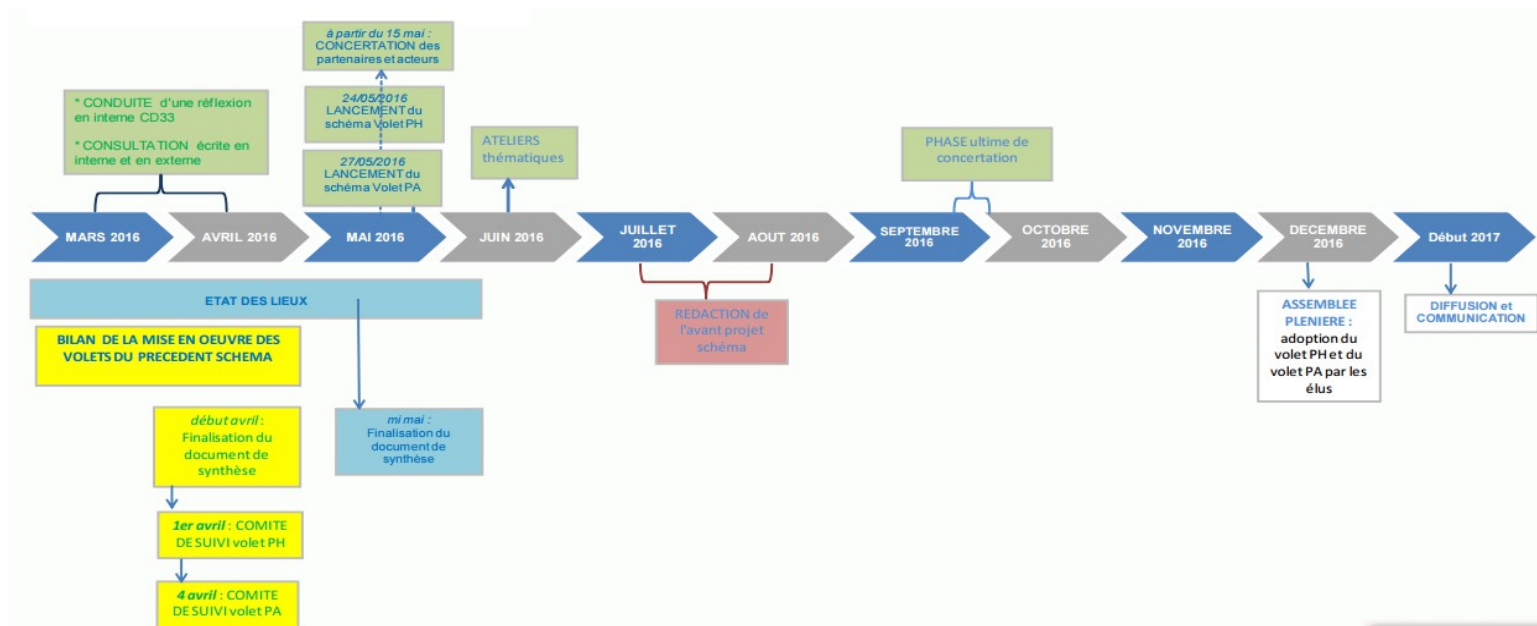 à partir du 15 mai :
CONCERTATION des
partenaires et acteurs
* CONDUITE d'une réflexion
en interne CD33
* CONSULTATION écrite en
interne et en externe
24/05/2016
LANCEMENT du
schéma Volet PH
27/05/2016
LANCEMENT du
schéma Volet PA
ATELIERS
thématiques
PHASE ultime de
concertation
MARS 2016
AVRIL 2016
MAI 2016
JUIN 2016
JUILLET
2016
AOUT 2016
SEPTEMBRE
2016
OCTOBRE
2016
NOVEMBRE
2016
DECEMBRE
2016
Début 2017
ETAT DES LIEUX
BILAN DE LA MISE EN OEUVRE DES
VOLETS DU PRECEDENT SCHEMA
REDACTION de
l'avant projet
schéma
ASSEMBLEE
PLENIERE :
adoption du
volet PH et du
volet PA par les
élus
DIFFUSION et
COMMUNICATION
début avril :
Finalisation du
document de
synthèse
mi mai :
Finalisation du
document de
synthèse
1er avril : COMITE
DE SUIVI volet PH
4 avril : COMITE
DE SUIVI volet PA